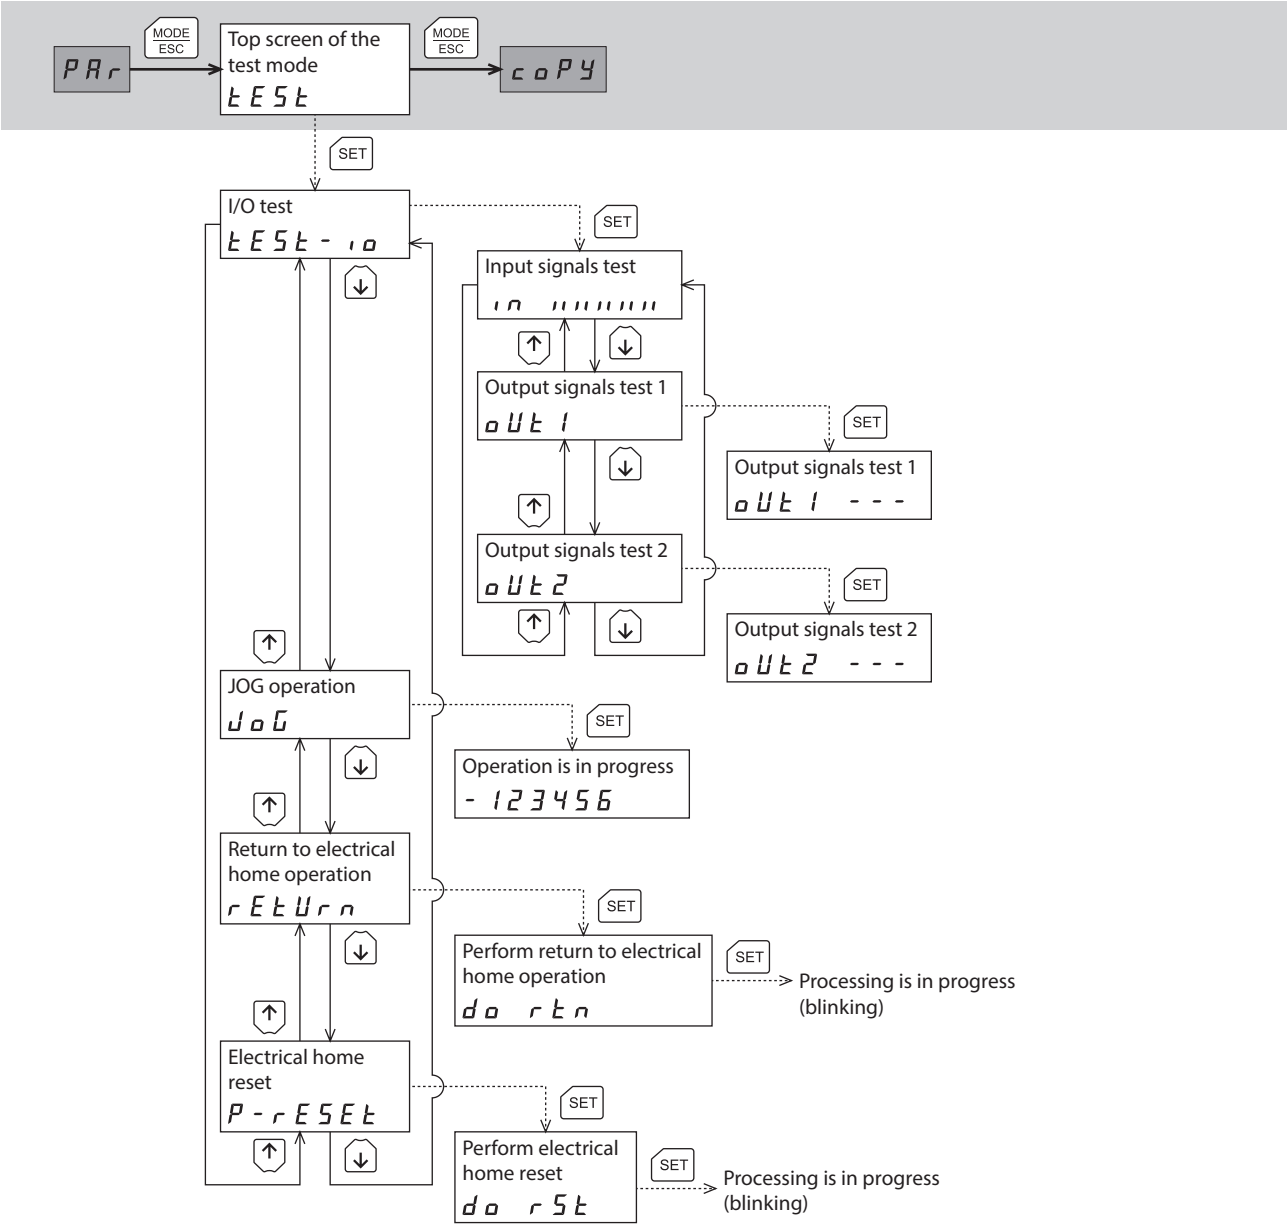 MODE
ESC
MODE
ESC
PAr
Top screen of the
test mode
tESt
coPY
SET
I/O test
tESt- io
SET
Input signals test
in ıııııııııııı
Output signals test 1
oUt1
SET
Output signals test 1
oUt1 ---
Output signals test 2
oUt2
SET
Output signals test 2
oUt2 ---
JOG operation
JoG
SET
Operation is in progress
- 123456
Return to electrical
home operation
rEtUrn
SET
Perform return to electrical
home operation
do rtn
SET
Processing is in progress
(blinking)
Electrical home
reset
P-rESEt
SET
Perform electrical
home reset
do rSt
SET
Processing is in progress
(blinking)